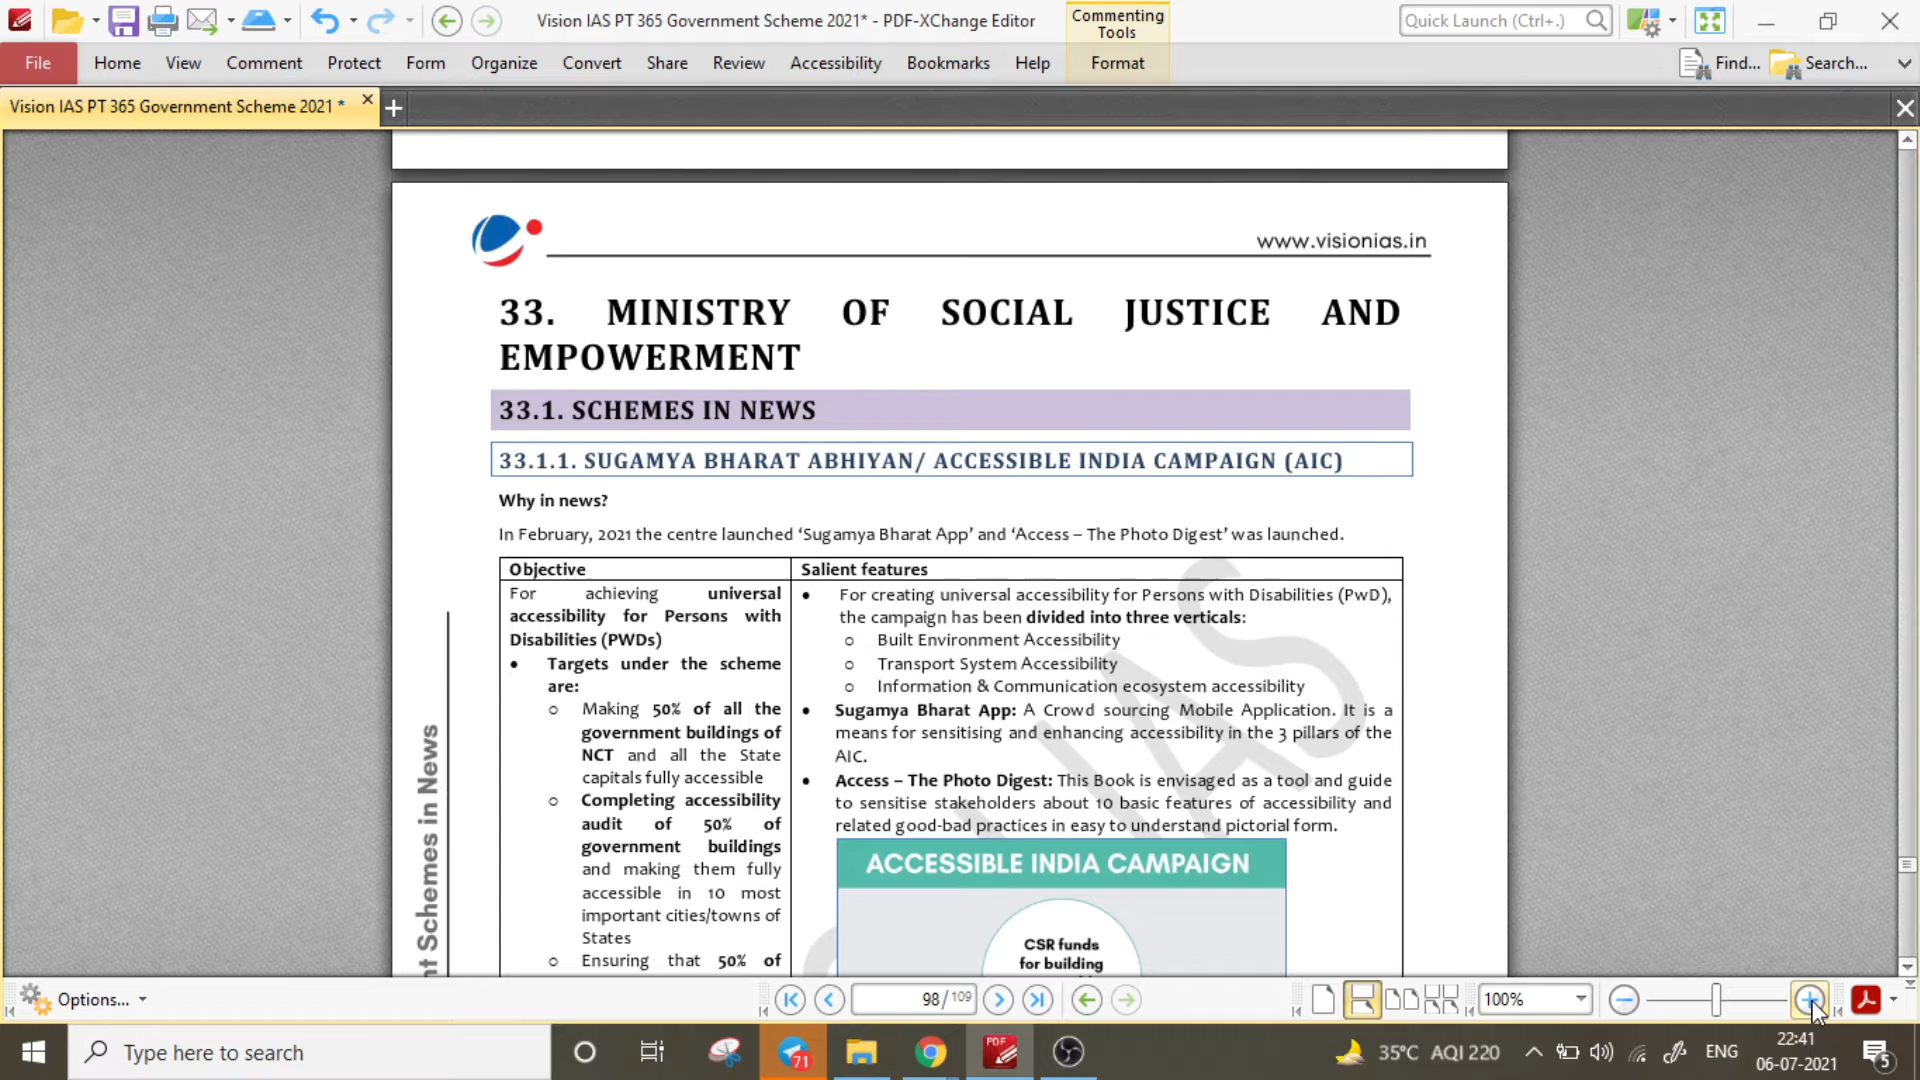 Vision IAS PT 365 Government Scheme 2021* - PDF-XChange Editor
Commenting
Tools
Quick Launch (Ctrl+.)
File
Home
View
Comment
Protect
Form
Organize
Convert
Share
Review
Accessibility
Bookmarks
Help
Format
Find...
Search...
Vision IAS PT 365 Government Scheme 2021 *
www.visionias.in
33. MINISTRY OF SOCIAL JUSTICE AND
EMPOWERMENT
33.1. SCHEMES IN NEWS
33.1.1. SUGAMYA BHARAT ABHIYAN/ ACCESSIBLE INDIA CAMPAIGN (AIC)
Why in news?
In February, 2021 the centre launched ‘Sugamya Bharat App’ and ‘Access – The Photo Digest’ was launched.
Objective
For achieving universal
accessibility for Persons with
Disabilities (PWDs)
• Targets under the scheme
are:
o Making 50% of all the
government buildings of
NCT and all the State
capitals fully accessible
o Completing accessibility
audit of 50% of
government buildings
and making them fully
accessible in 10 most
important cities/towns of
States
o Ensuring that 50% of
Salient features
• For creating universal accessibility for Persons with Disabilities (PwD),
the campaign has been divided into three verticals:
o Built Environment Accessibility
o Transport System Accessibility
o Information & Communication ecosystem accessibility
• Sugamya Bharat App: A Crowd sourcing Mobile Application. It is a
means for sensitising and enhancing accessibility in the 3 pillars of the
AIC.
• Access – The Photo Digest: This Book is envisaged as a tool and guide
to sensitise stakeholders about 10 basic features of accessibility and
related good-bad practices in easy to understand pictorial form.
ACCESSIBLE INDIA CAMPAIGN
CSR funds
for building
nt Schemes in News
IAS
Options...
98 / 109
100%
Type here to search
71
PDF
35°C AQI 220
ENG
22:41
06-07-2021
5